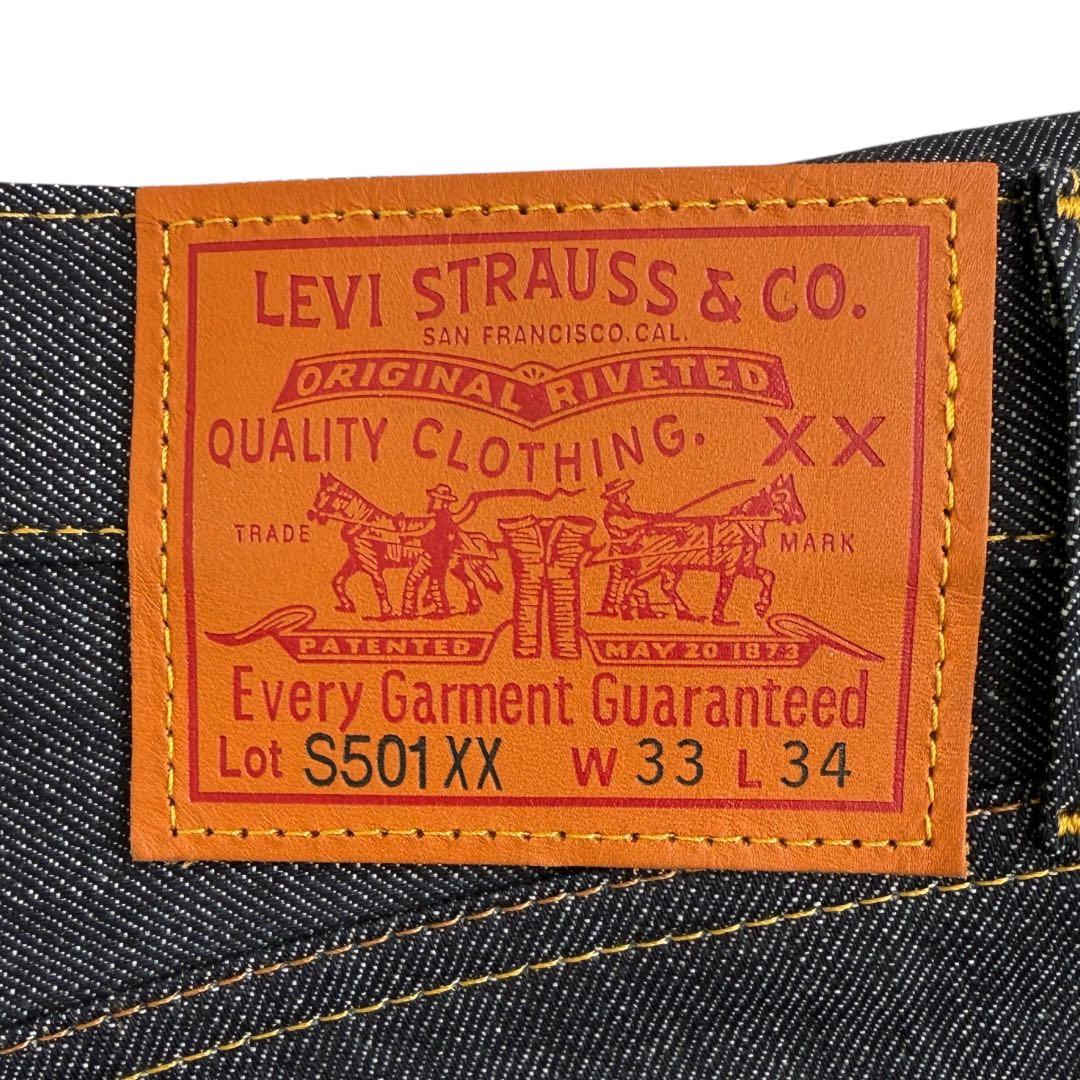 LEVI STRAUSS & CO.
SAN FRANCISCO, CAL.
ORIGINAL RIVETED
QUALITY CLOTHING. XX
TRADE MARK
PATENTED MAY 20 1873
Every Garment Guaranteed
Lot S501XX W 33 L 34